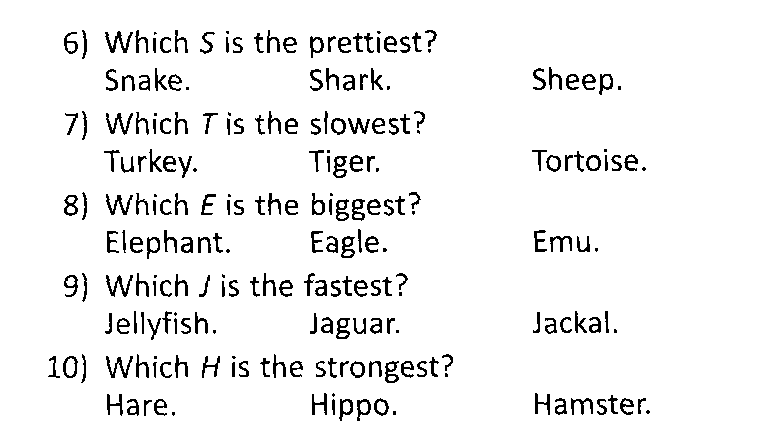 6) Which S is the prettiest?
Snake. Shark. Sheep.
7) Which T is the slowest?
Turkey. Tiger. Tortoise.
8) Which E is the biggest?
Elephant. Eagle. Emu.
9) Which J is the fastest?
Jellyfish. Jaguar. Jackal.
10) Which H is the strongest?
Hare. Hippo. Hamster.